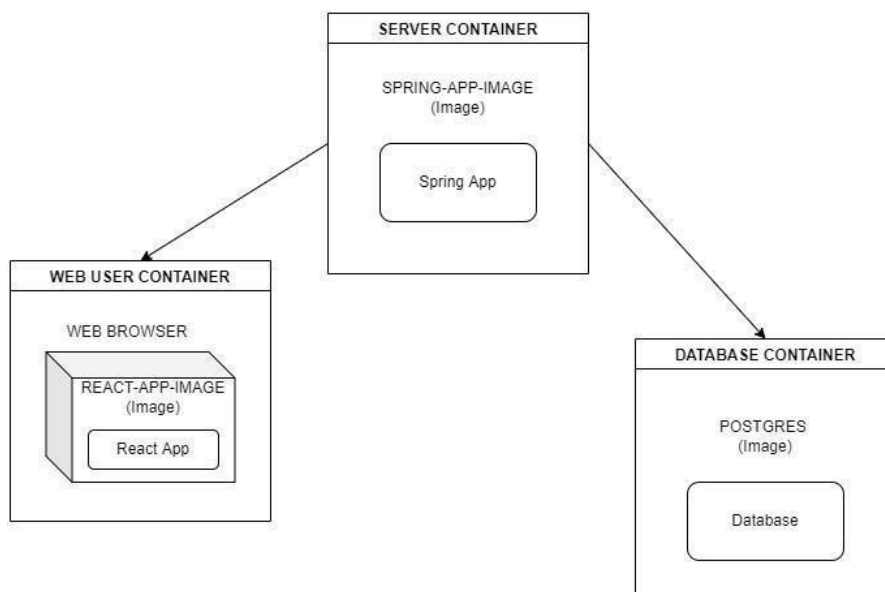 SERVER CONTAINER
SPRING-APP-IMAGE
(Image)
Spring App
WEB USER CONTAINER
WEB BROWSER
REACT-APP-IMAGE
(Image)
React App
DATABASE CONTAINER
POSTGRES
(Image)
Database